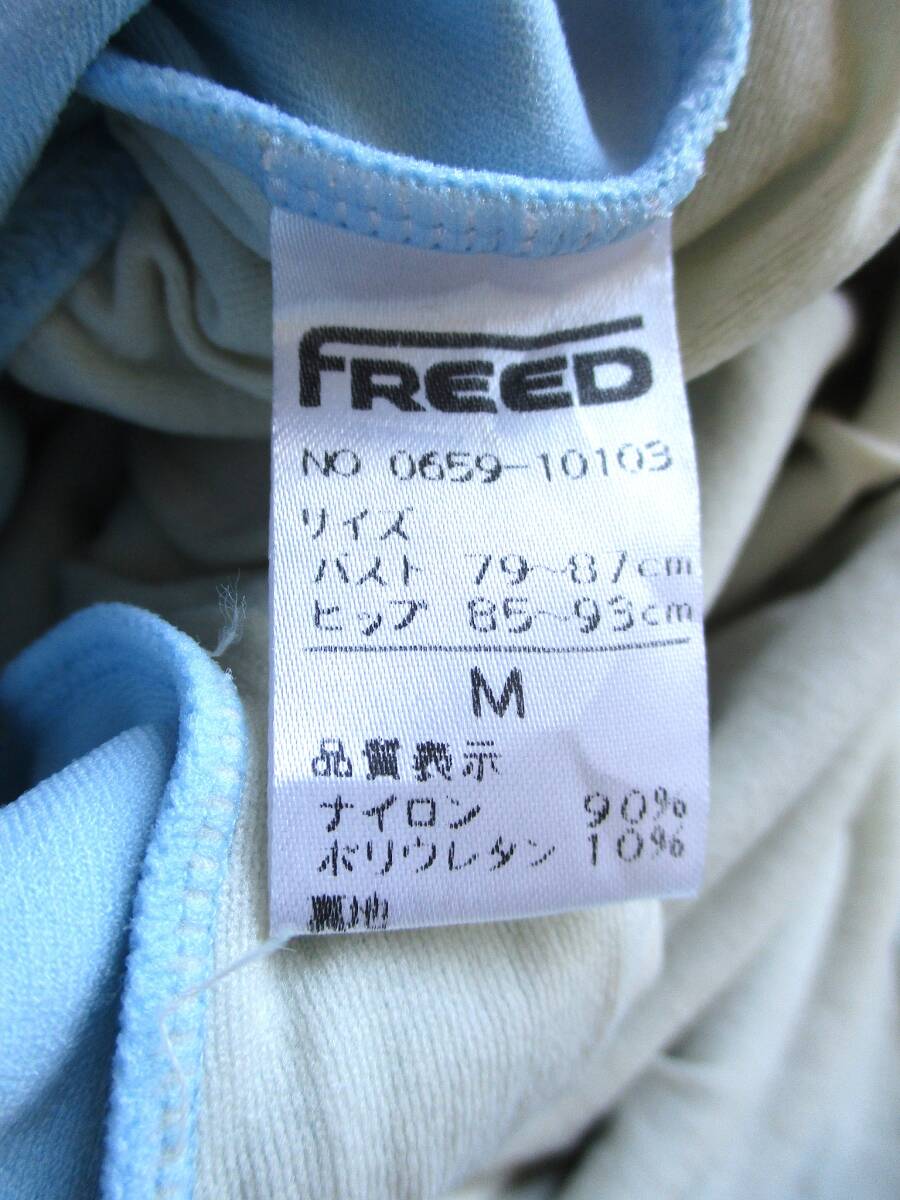 FREED
NO 0659-10103
サイズ
バスト 79~87cm
ヒップ 85~93cm
M
品質表示
ナイロン 90%
ポリウレタン 10%
裏地